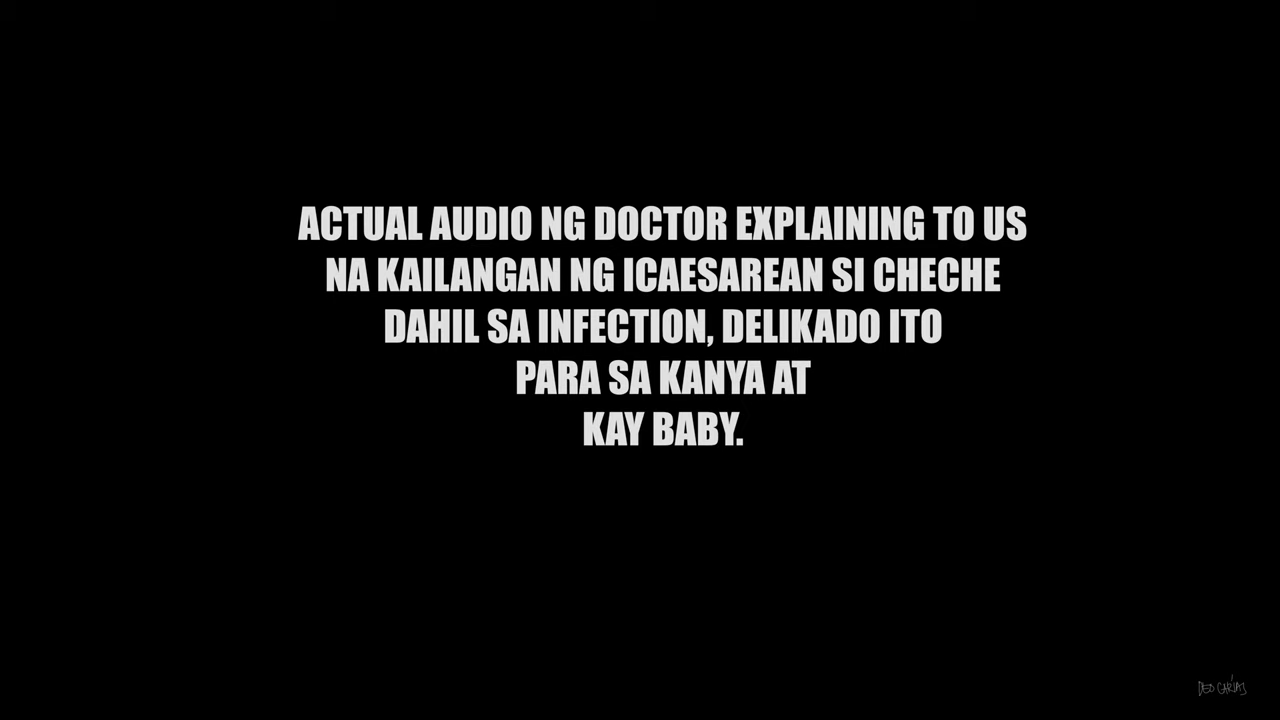 ACTUAL AUDIO NG DOCTOR EXPLAINING TO US
NA KAILANGAN NG ICAESAREAN SI CHECHE
DAHIL SA INFECTION, DELIKADO ITO
PARA SA KANYA AT
KAY BABY.